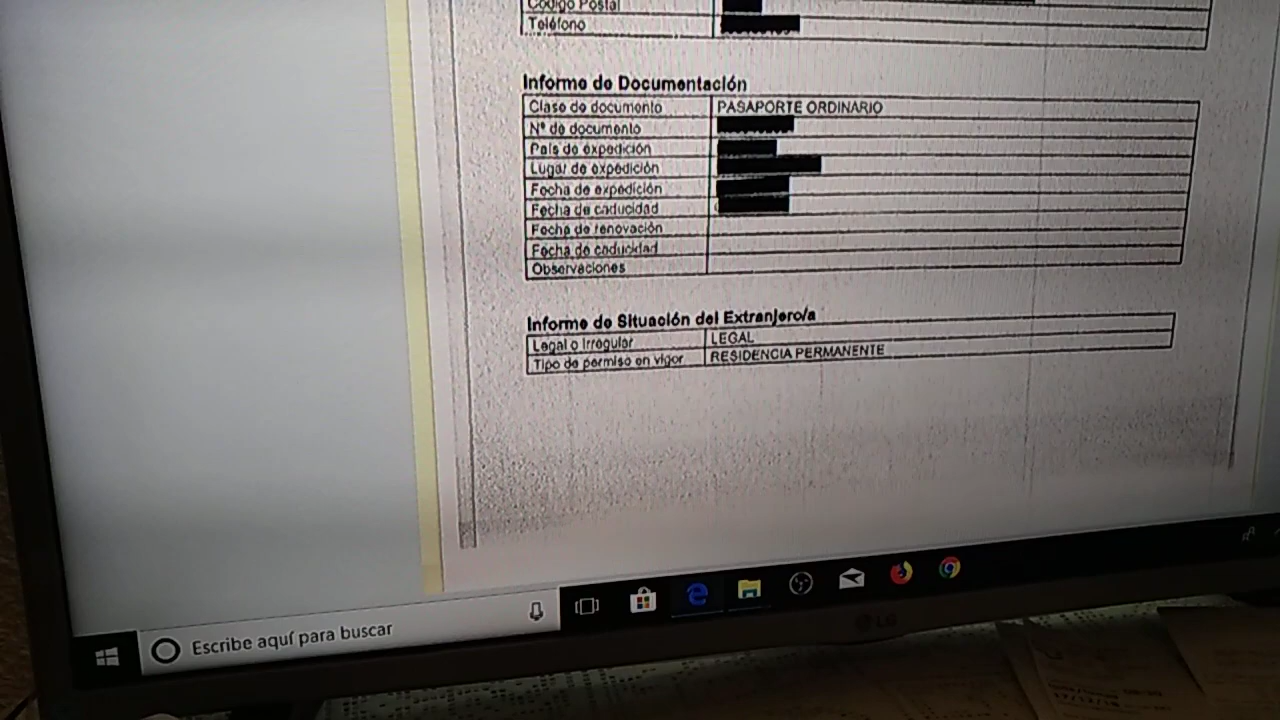 Código Postal
Teléfono
Informe de Documentación
Clase de documento PASAPORTE ORDINARIO
Nº de documento
País de expedición
Lugar de expedición
Fecha de expedición
Fecha de caducidad
Fecha de renovación
Fecha de caducidad
Observaciones
Informe de Situación del Extranjero/a
Legal o Irregular LEGAL
Tipo de permiso en vigor RESIDENCIA PERMANENTE
Escribe aquí para buscar
LG